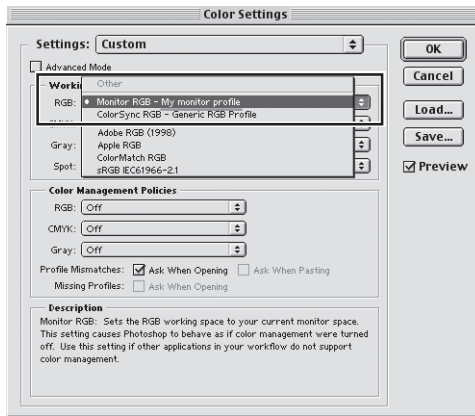 Color Settings
Settings: Custom
OK
Advanced Mode
Cancel
Other
Worki
RGB:
Monitor RGB - My monitor profile
Load...
ColorSync RGB - Generic RGB Profile
Adobe RGB (1998)
Save...
Gray:
Apple RGB
ColorMatch RGB
Preview
Spot:
sRGB IEC61966-2.1
Color Management Policies
RGB: Off
CMYK: Off
Gray: Off
Profile Mismatches: Ask When Opening Ask When Pasting
Missing Profiles: Ask When Opening
Description
Monitor RGB: Sets the RGB working space to your current monitor space.
This setting causes Photoshop to behave as if color management were turned
off. Use this setting if other applications in your workflow do not support
color management.